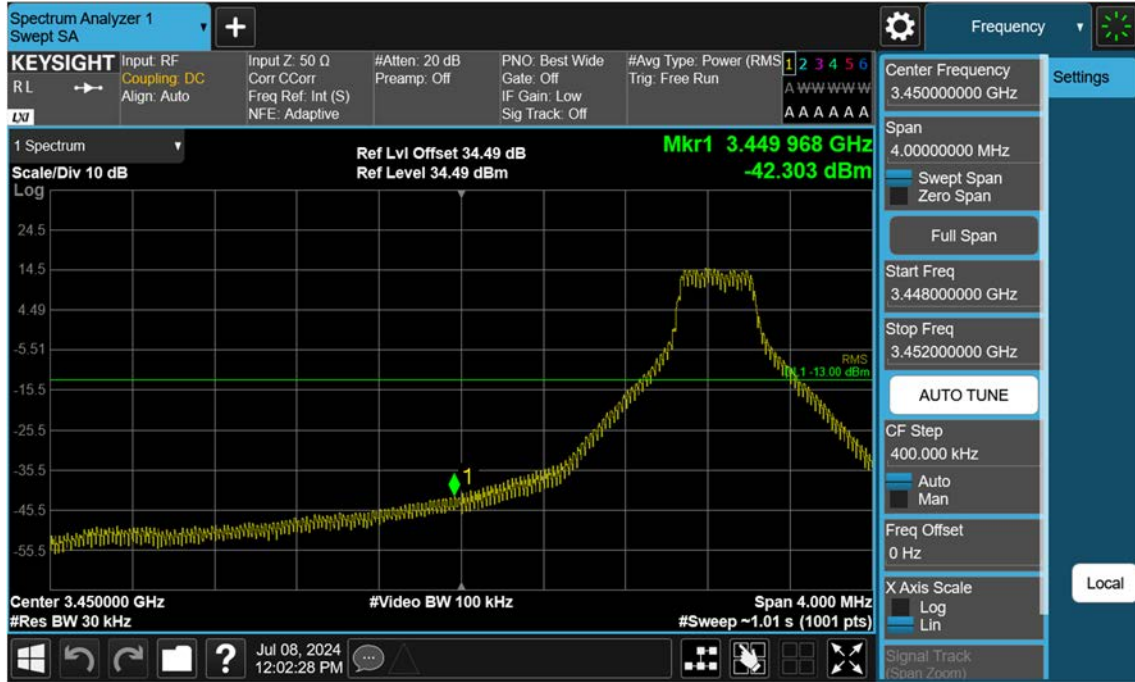 Spectrum Analyzer 1
Swept SA
Frequency
KEYSIGHT
RL
LXI
Input: RF
Coupling: DC
Align: Auto
Input Z: 50 Ω
Corr CCorr
Freq Ref: Int (S)
NFE: Adaptive
#Atten: 20 dB
Preamp: Off
PNO: Best Wide
Gate: Off
IF Gain: Low
Sig Track: Off
#Avg Type: Power (RMS
Trig: Free Run
1 2 3 4 5 6
A W W W W W
A A A A A A
1 Spectrum
Scale/Div 10 dB
Log
Ref Lvl Offset 34.49 dB
Ref Level 34.49 dBm
Mkr1 3.449 968 GHz
-42.303 dBm
24.5
14.5
4.49
-5.51
-15.5
-25.5
-35.5
-45.5
-55.5
RMS
-13.00 dBm
1
Center 3.450000 GHz
#Res BW 30 kHz
#Video BW 100 kHz
Span 4.000 MHz
#Sweep ~1.01 s (1001 pts)
Jul 08, 2024
12:02:28 PM
Center Frequency
3.450000000 GHz
Span
4.00000000 MHz
Swept Span
Zero Span
Full Span
Start Freq
3.448000000 GHz
Stop Freq
3.452000000 GHz
AUTO TUNE
CF Step
400.000 kHz
Auto
Man
Freq Offset
0 Hz
X Axis Scale
Log
Lin
Signal Track
(Span Zoom)
Settings
Local